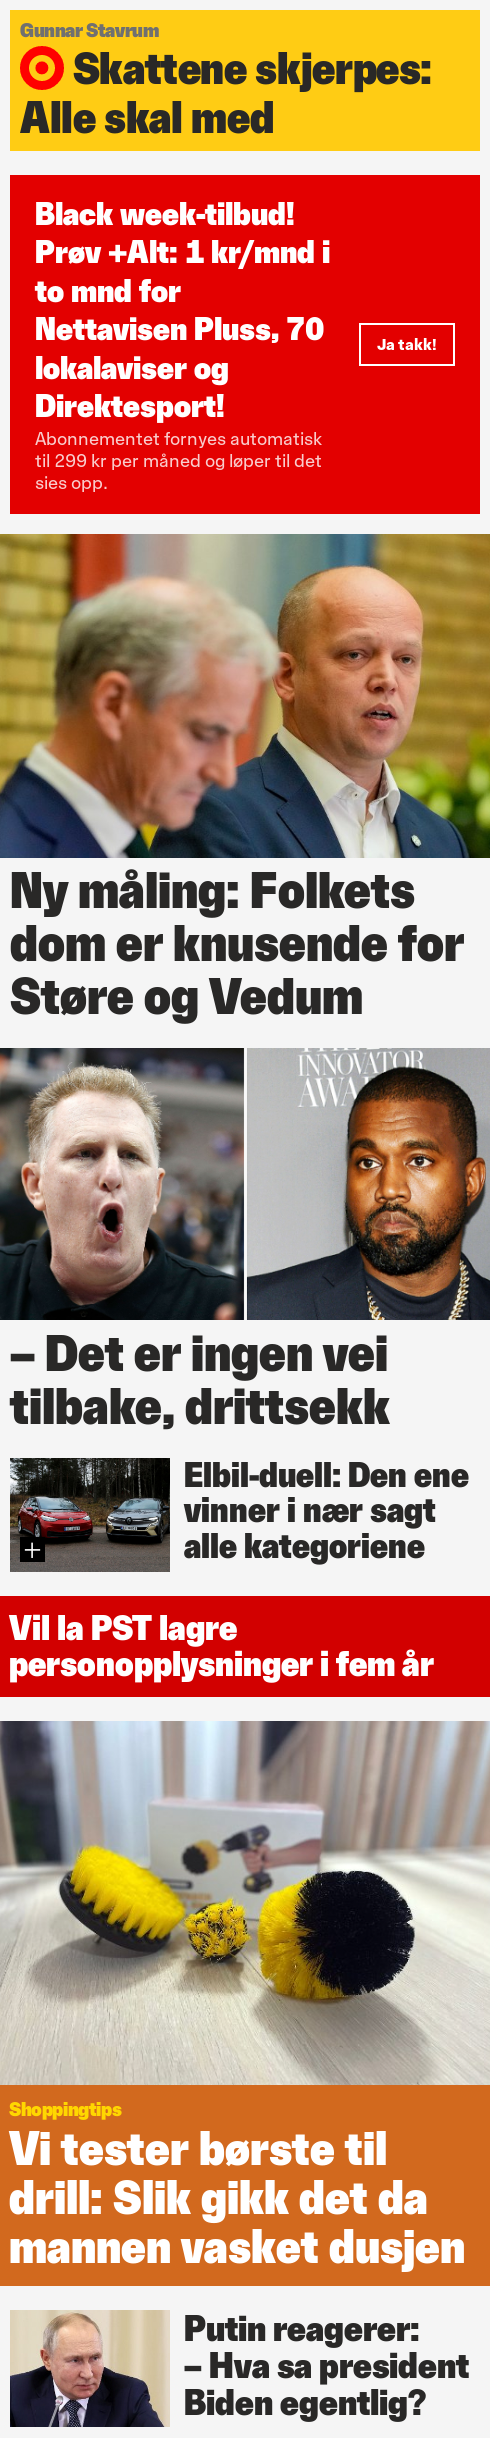 Gunnar Stavrum
Skattene skjerpes:
Alle skal med
Black week-tilbud!
Prøv +Alt: 1 kr/mnd i
to mnd for
Nettavisen Pluss, 70
lokalaviser og
Direktesport!
Ja takk!
Abonnementet fornyes automatisk
til 299 kr per måned og løper til det
sies opp.
Ny måling: Folkets
dom er knusende for
Støre og Vedum
INNOVATOR
– Det er ingen vei
tilbake, drittsekk
Elbil-duell: Den ene
vinner i nær sagt
alle kategoriene
Vil la PST lagre
personopplysninger i fem år
Shoppingtips
Vi tester børste til
drill: Slik gikk det da
mannen vasket dusjen
Putin reagerer:
– Hva sa president
Biden egentlig?